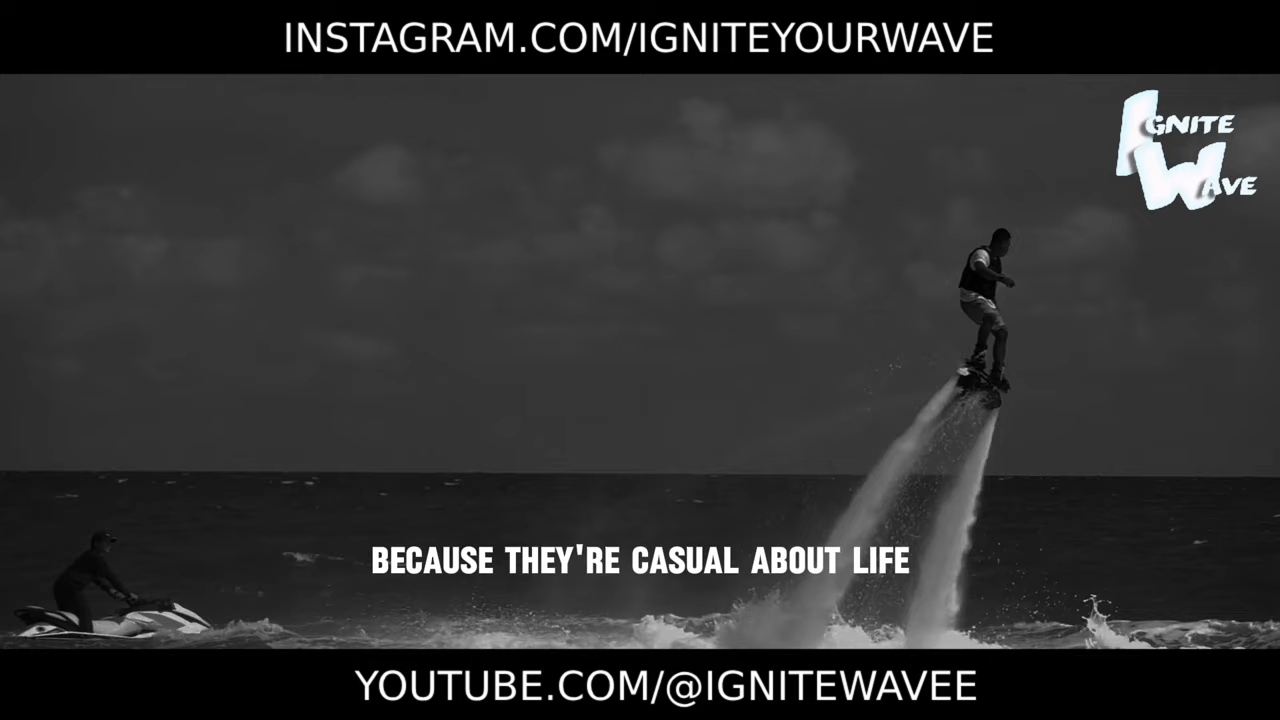 INSTAGRAM.COM/IGNITEYOURWAVE
IGNITE
WAVE
BECAUSE THEY'RE CASUAL ABOUT LIFE
YOUTUBE.COM/@IGNITEWAVEE